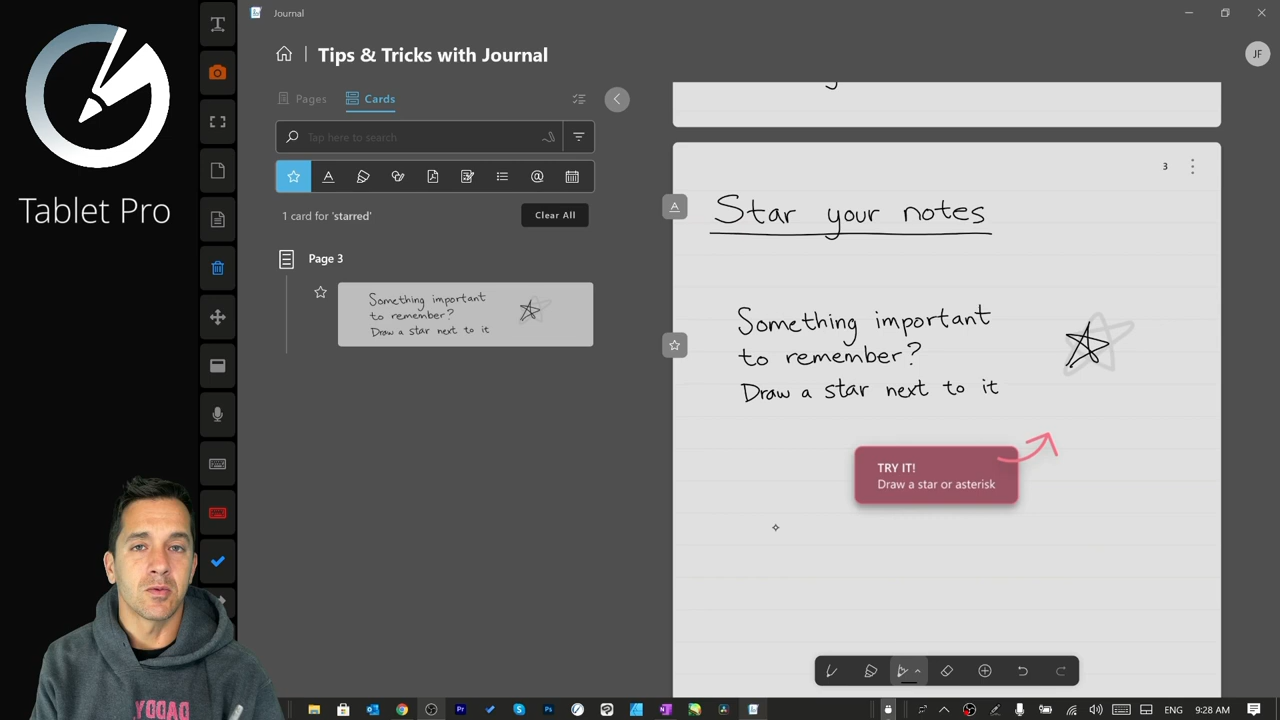 Journal
Tips & Tricks with Journal
JF
Pages
Cards
Tap here to search
1 card for 'starred'
Clear All
Page 3
Something important
to remember?
Draw a star next to it
3
Star your notes
Something important
to remember?
Draw a star next to it
TRY IT!
Draw a star or asterisk
Tablet Pro
DADDY
ENG
9:28 AM